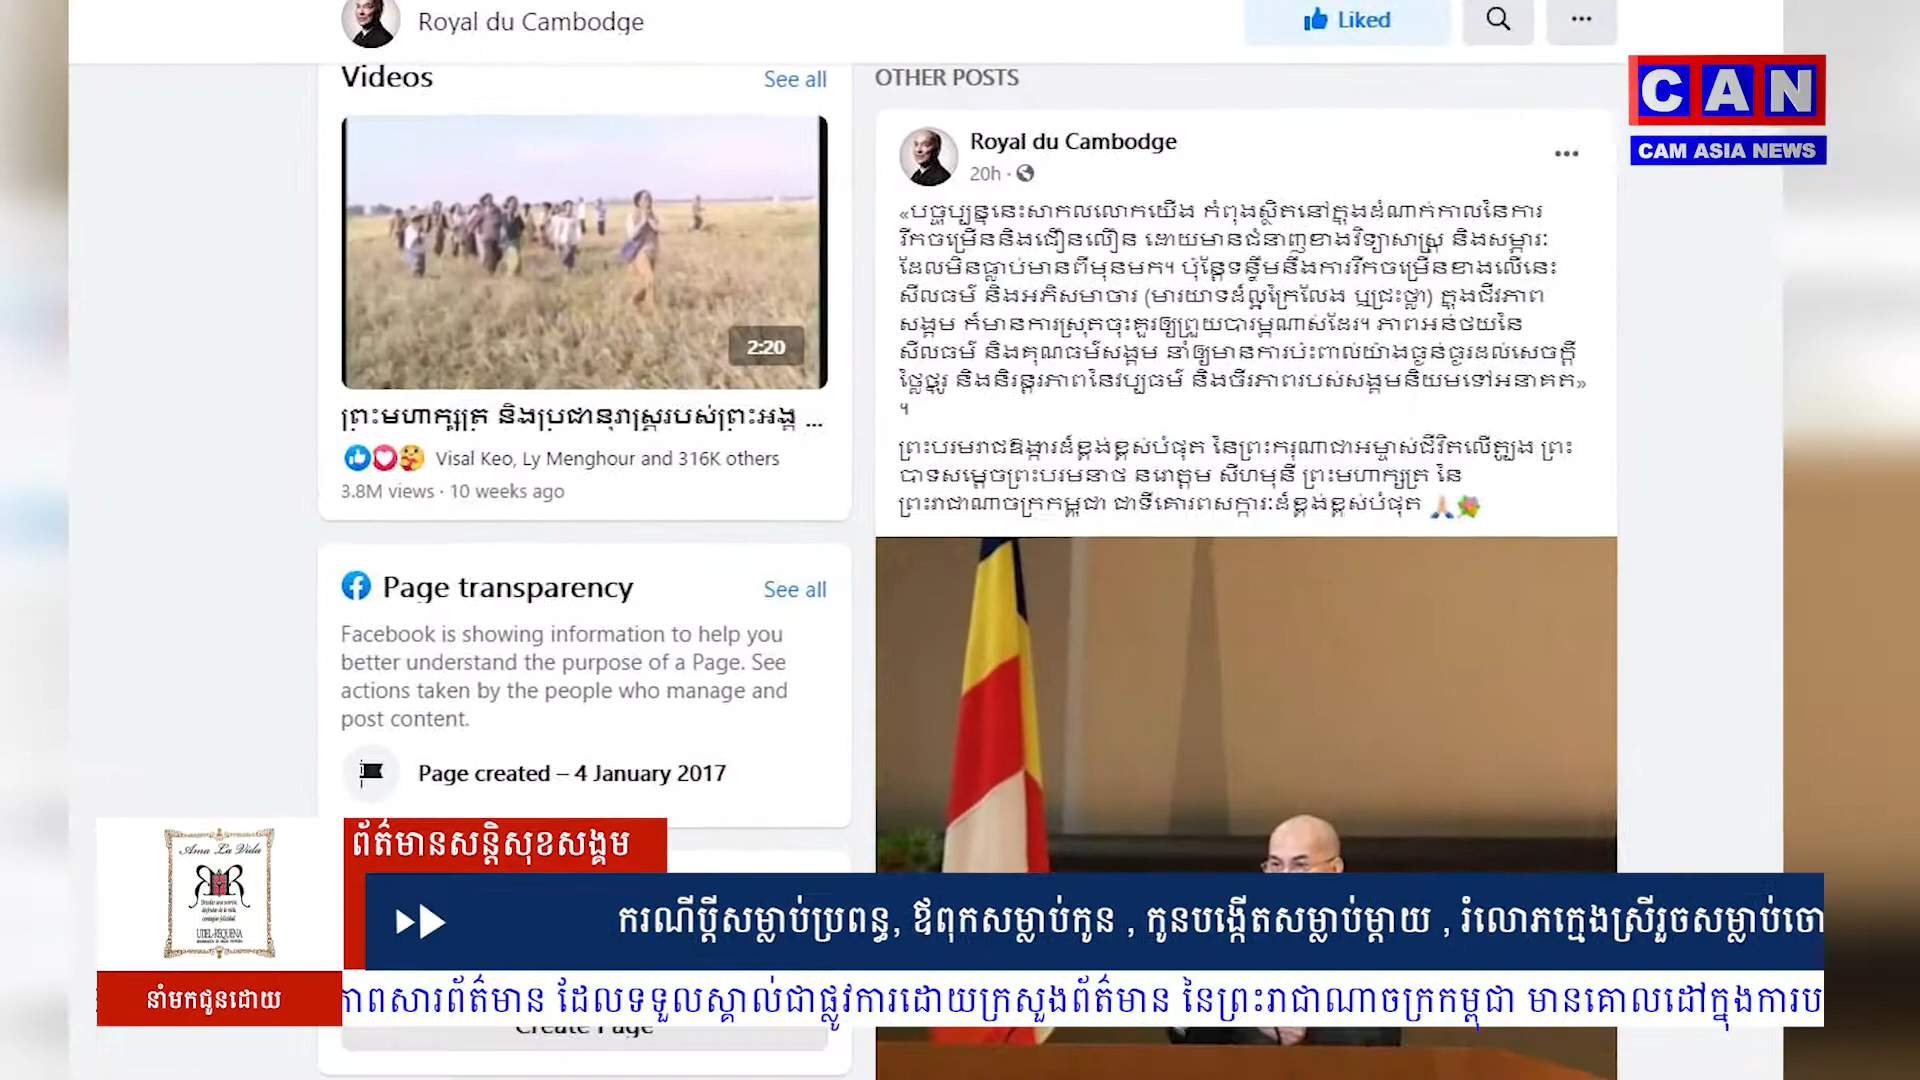 Royal du Cambodge
Liked
Videos
See all
2:20
ព្រះមហាក្សត្រ និងប្រជានុរាស្ត្ររបស់ព្រះអង្គ ...
Visal Keo, Ly Menghour and 316K others
3.8M views · 10 weeks ago
Page transparency
See all
Facebook is showing information to help you
better understand the purpose of a Page. See
actions taken by the people who manage and
post content.
Page created – 4 January 2017
Create Page
OTHER POSTS
Royal du Cambodge
20h ·
«បច្ចុប្បន្ននេះសាកលលោកយើង កំពុងស្ថិតនៅក្នុងដំណាក់កាលនៃការ
រីកចម្រើននិងជឿនលឿន ដោយមានជំនាញខាងវិទ្យាសាស្ត្រ និងសម្ភារៈ
ដែលមិនធ្លាប់មានពីមុនមក។ ប៉ុន្តែទន្ទឹមនឹងការរីកចម្រើនខាងលើនេះ
សីលធម៌ និងអភិសមាចារ (មារយាទដ៏ល្អក្រៃលែង ឬជ្រះថ្លា) ក្នុងជីវភាព
សង្គម ក៏មានការស្រុតចុះគួរឲ្យព្រួយបារម្ភណាស់ដែរ។ ភាពអន់ថយនៃ
សីលធម៌ និងគុណធម៌សង្គម នាំឲ្យមានការប៉ះពាល់យ៉ាងធ្ងន់ធ្ងរដល់សេចក្ដី
ថ្លៃថ្នូរ និងនិរន្តរភាពនៃវប្បធម៌ និងចីរភាពរបស់សង្គមនិយមទៅអនាគត»
។
ព្រះបរមរាជឱង្ការដ៏ខ្ពង់ខ្ពស់បំផុត នៃព្រះករុណាជាអម្ចាស់ជីវិតលើត្បូង ព្រះ
បាទសម្ដេចព្រះបរមនាថ នរោត្ដម សីហមុនី ព្រះមហាក្សត្រ នៃ
ព្រះរាជាណាចក្រកម្ពុជា ជាទីគោរពសក្ការៈដ៏ខ្ពង់ខ្ពស់បំផុត 🙏💐
CAN
CAM ASIA NEWS
Ama La Vida
UTIEL-REQUENA
នាំមកជូនដោយ
ព័ត៌មានសន្តិសុខសង្គម
ករណីប្ដីសម្លាប់ប្រពន្ធ, ឪពុកសម្លាប់កូន , កូនបង្កើតសម្លាប់ម្ដាយ , រំលោភក្មេងស្រីរួចសម្លាប់ចោ
ភាពសារព័ត៌មាន ដែលទទួលស្គាល់ជាផ្លូវការដោយក្រសួងព័ត៌មាន នៃព្រះរាជាណាចក្រកម្ពុជា មានគោលដៅក្នុងការប